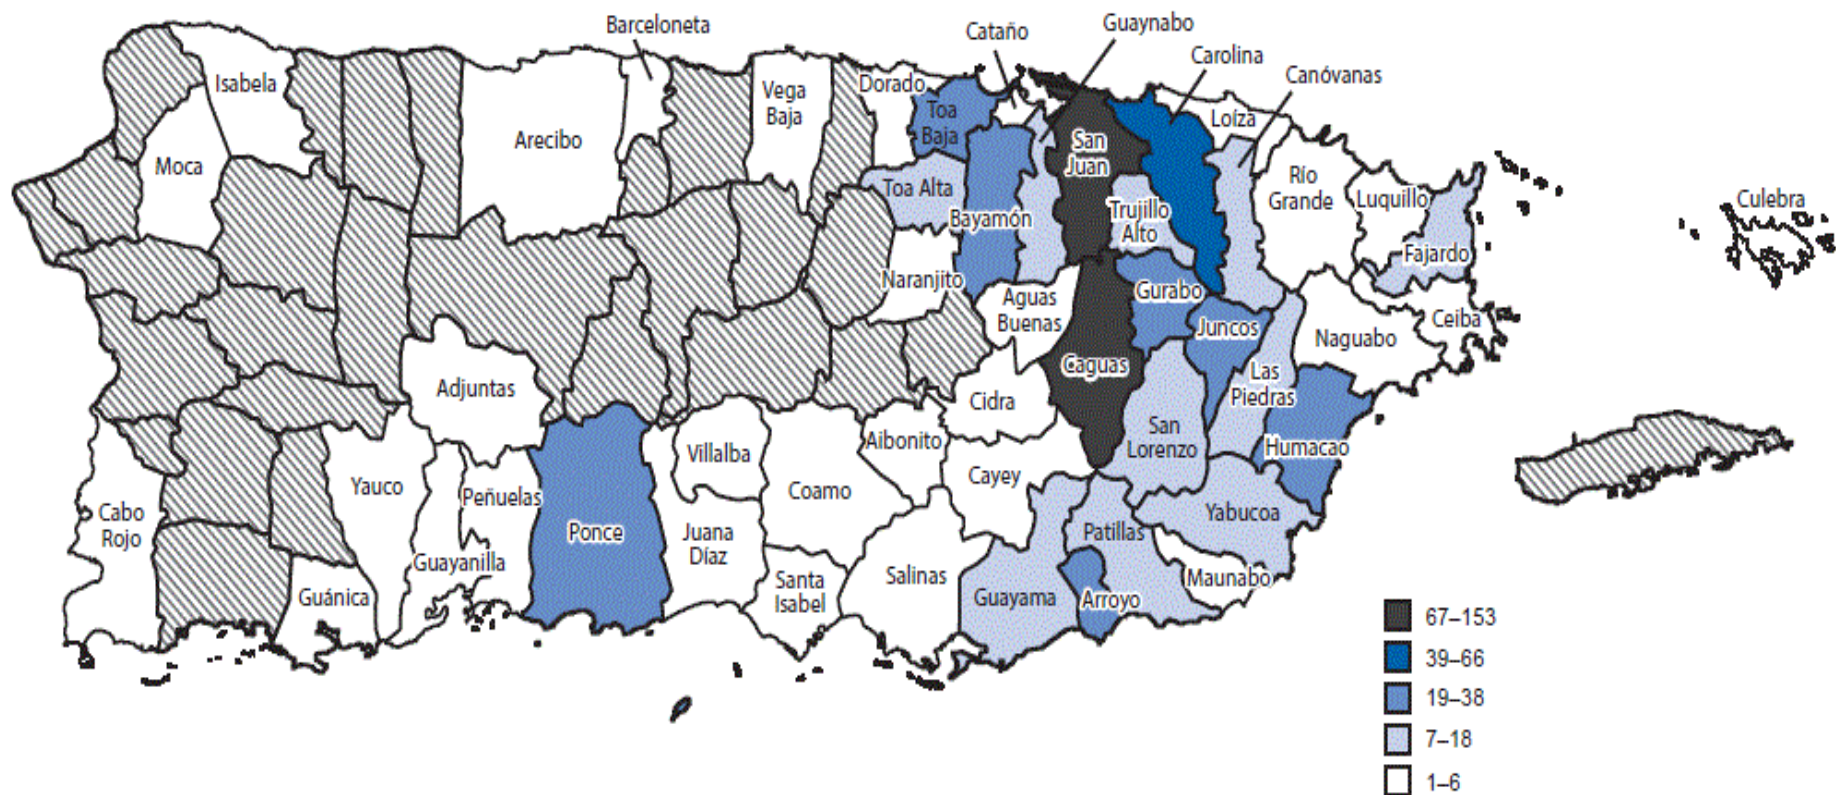 Barceloneta
Guaynabo
Cataño
Carolina
Canóvanas
Isabela
Vega
Baja
Dorado
Toa
Baja
Loíza
Arecibo
San
Juan
Moca
Toa Alta
Río
Grande
Luquillo
Culebra
Bayamón
Trujillo
Alto
Fajardo
Naranjito
Aguas
Buenas
Gurabo
Juncos
Naguabo
Ceiba
Caguas
Adjuntas
Cidra
Las
Piedras
Villalba
Aibonito
San
Lorenzo
Humacao
Yauco
Peñuelas
Coamo
Cayey
Cabo
Rojo
Ponce
Juana
Díaz
Yabucoa
Patillas
Guayanilla
Santa
Isabel
Salinas
Maunabo
Guánica
Guayama
Arroyo
67–153
39–66
19–38
7–18
1–6